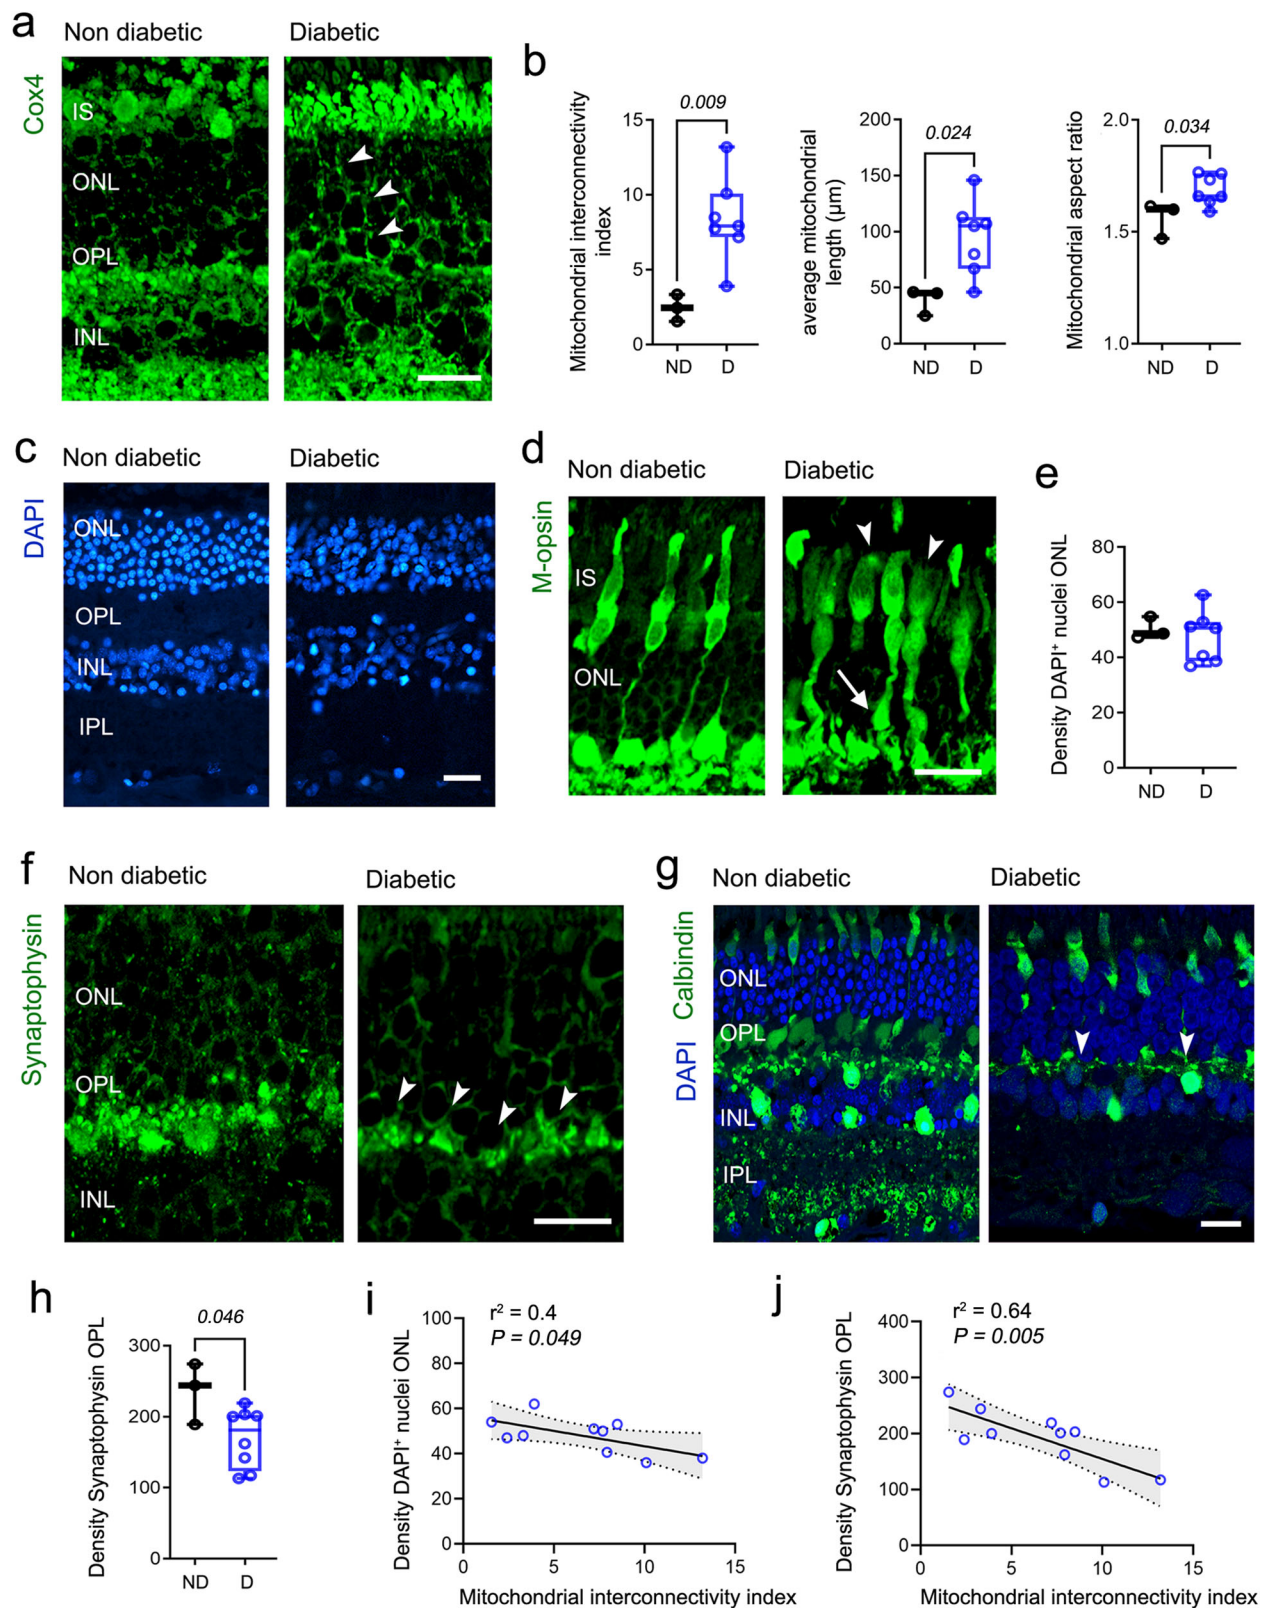 a
Non diabetic
Diabetic
Cox4
IS
ONL
OPL
INL
b
Mitochondrial interconnectivity
index
15
10
5
0
0.009
ND
D
average mitochondrial
length (µm)
200
150
100
50
0
0.024
ND
D
Mitochondrial aspect ratio
2.0
1.5
1.0
0.034
ND
D
c
Non diabetic
Diabetic
DAPI
ONL
OPL
INL
IPL
d
Non diabetic
Diabetic
M-opsin
IS
ONL
e
Density DAPI⁺ nuclei ONL
80
60
40
20
0
ND
D
f
Non diabetic
Diabetic
Synaptophysin
ONL
OPL
INL
g
Non diabetic
Diabetic
DAPI Calbindin
ONL
OPL
INL
IPL
h
Density Synaptophysin OPL
300
200
100
0
0.046
ND
D
i
r² = 0.4
P = 0.049
Density DAPI⁺ nuclei ONL
100
80
60
40
20
0
0
5
10
15
Mitochondrial interconnectivity index
j
r² = 0.64
P = 0.005
Density Synaptophysin OPL
400
300
200
100
0
0
5
10
15
Mitochondrial interconnectivity index